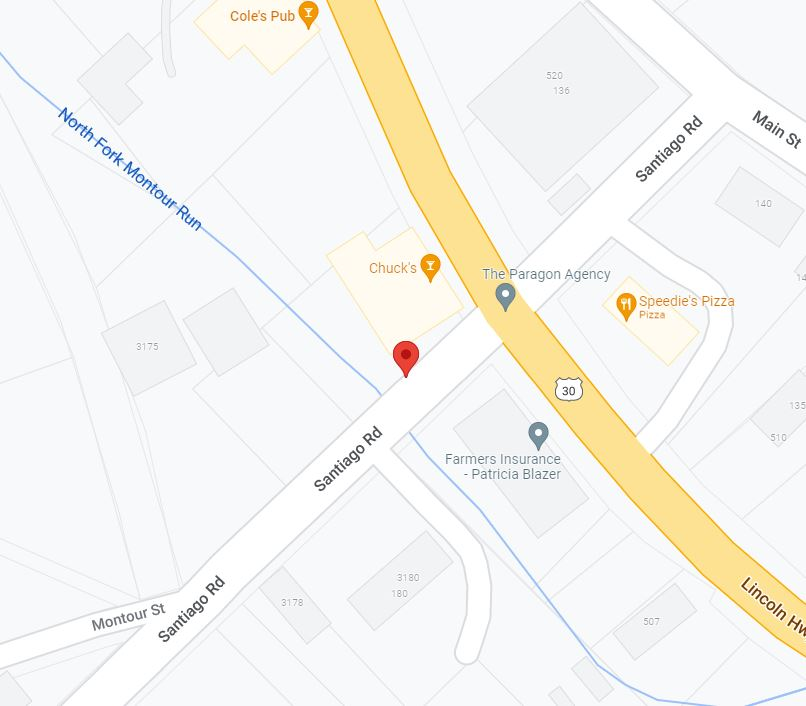 Cole's Pub
520
136
Main St
Santiago Rd
North Fork Montour Run
140
Chuck's
The Paragon Agency
Speedie's Pizza
Pizza
3175
30
135
510
Santiago Rd
Farmers Insurance
- Patricia Blazer
3180
180
3178
Lincoln Hw
Montour St
Santiago Rd
507